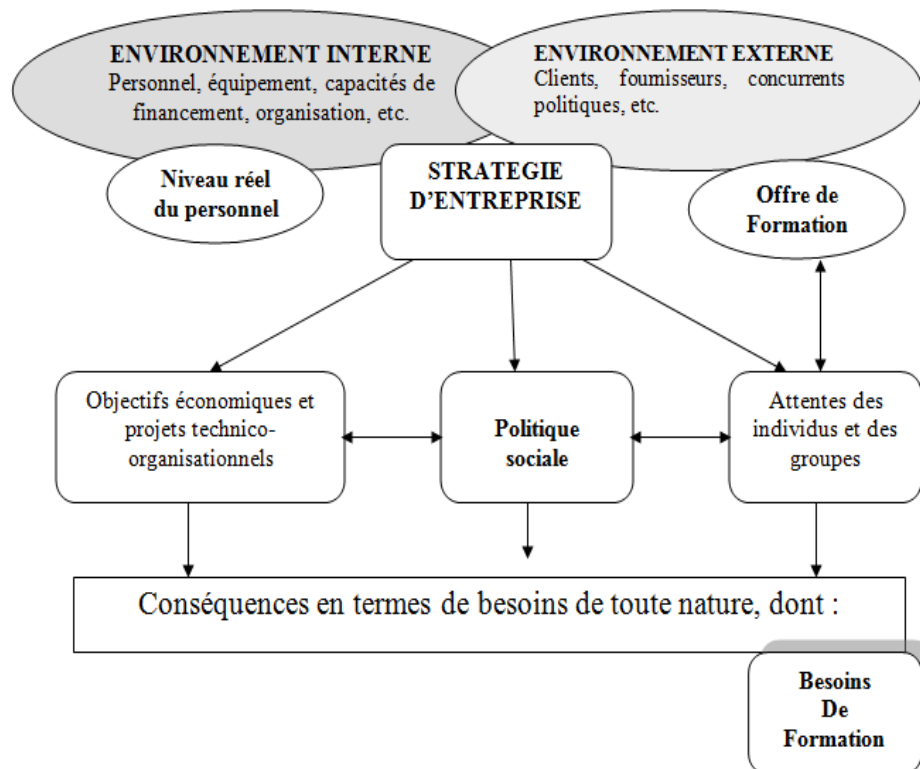 ENVIRONNEMENT INTERNE
Personnel, équipement, capacités de
financement, organisation, etc.
ENVIRONNEMENT EXTERNE
Clients, fournisseurs, concurrents
politiques, etc.
Niveau réel
du personnel
STRATEGIE
D’ENTREPRISE
Offre de
Formation
Objectifs économiques et
projets technico-
organisationnels
Politique
sociale
Attentes des
individus et des
groupes
Conséquences en termes de besoins de toute nature, dont :
Besoins
De
Formation